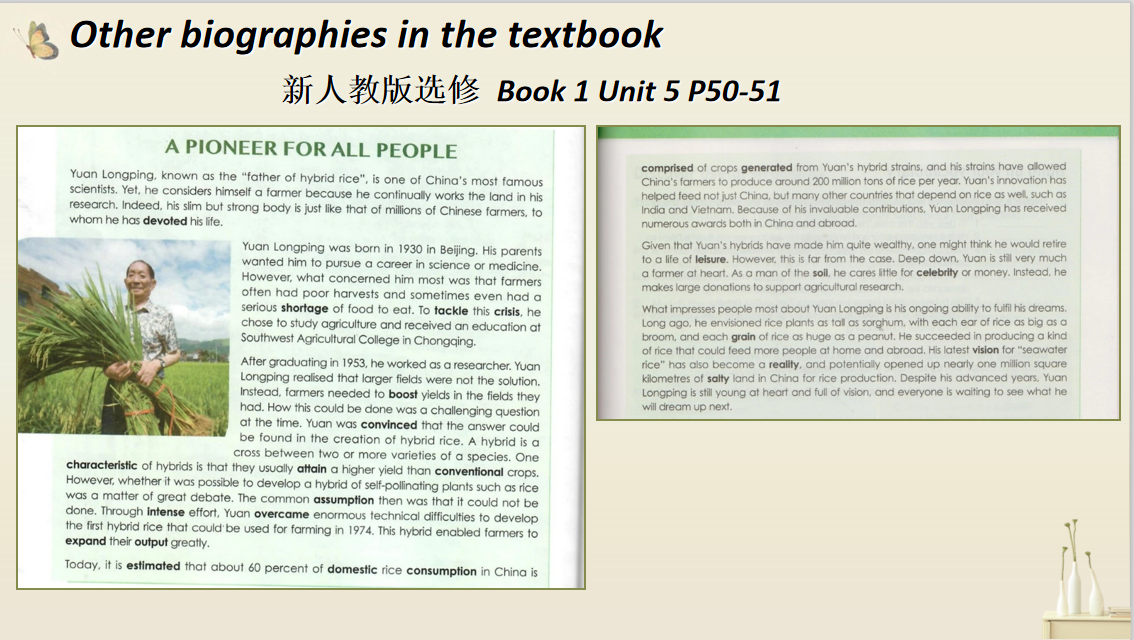 Other biographies in the textbook
新人教版选修 Book 1 Unit 5 P50-51
A PIONEER FOR ALL PEOPLE
Yuan Longping, known as the “father of hybrid rice”, is one of China’s most famous
scientists. Yet, he considers himself a farmer because he continually works the land in his
research. Indeed, his slim but strong body is just like that of millions of Chinese farmers, to
whom he has devoted his life.
Yuan Longping was born in 1930 in Beijing. His parents
wanted him to pursue a career in science or medicine.
However, what concerned him most was that farmers
often had poor harvests and sometimes even had a
serious shortage of food to eat. To tackle this crisis, he
chose to study agriculture and received an education at
Southwest Agricultural College in Chongqing.
After graduating in 1953, he worked as a researcher. Yuan
Longping realised that larger fields were not the solution.
Instead, farmers needed to boost yields in the fields they
had. How this could be done was a challenging question
at the time. Yuan was convinced that the answer could
be found in the creation of hybrid rice. A hybrid is a
cross between two or more varieties of a species. One
characteristic of hybrids is that they usually attain a higher yield than conventional crops.
However, whether it was possible to develop a hybrid of self-pollinating plants such as rice
was a matter of great debate. The common assumption then was that it could not be
done. Through intense effort, Yuan overcame enormous technical difficulties to develop
the first hybrid rice that could be used for farming in 1974. This hybrid enabled farmers to
expand their output greatly.
Today, it is estimated that about 60 percent of domestic rice consumption in China is
comprised of crops generated from Yuan’s hybrid strains, and his strains have allowed
China’s farmers to produce around 200 million tons of rice per year. Yuan’s innovation has
helped feed not just China, but many other countries that depend on rice as well, such as
India and Vietnam. Because of his invaluable contributions, Yuan Longping has received
numerous awards both in China and abroad.
Given that Yuan’s hybrids have made him quite wealthy, one might think he would retire
to a life of leisure. However, this is far from the case. Deep down, Yuan is still very much
a farmer at heart. As a man of the soil, he cares little for celebrity or money. Instead, he
makes large donations to support agricultural research.
What impresses people most about Yuan Longping is his ongoing ability to fulfil his dreams.
Long ago, he envisioned rice plants as tall as sorghum, with each ear of rice as big as a
broom, and each grain of rice as huge as a peanut. He succeeded in producing a kind
of rice that could feed more people at home and abroad. His latest vision for “seawater
rice” has also become a reality, and potentially opened up nearly one million square
kilometres of salty land in China for rice production. Despite his advanced years, Yuan
Longping is still young at heart and full of vision, and everyone is waiting to see what he
will dream up next.